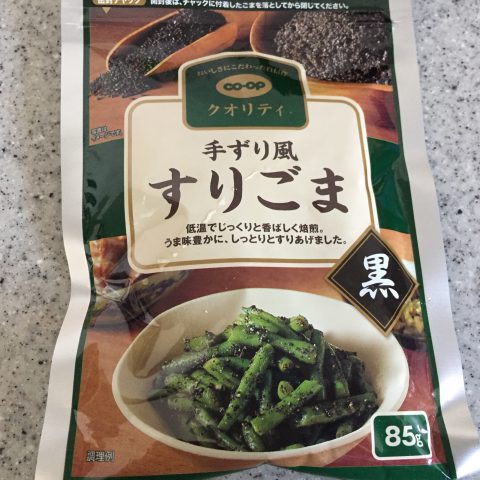 開封後は、チャックに付着したごまを落としてから閉じてください。
おいしさにこだわった自信作
CO·OP
クオリティ
手ずり風
すりごま
低温でじっくりと香ばしく焙煎。
うま味豊かに、しっとりとすりあげました。
黒
85g
調理例